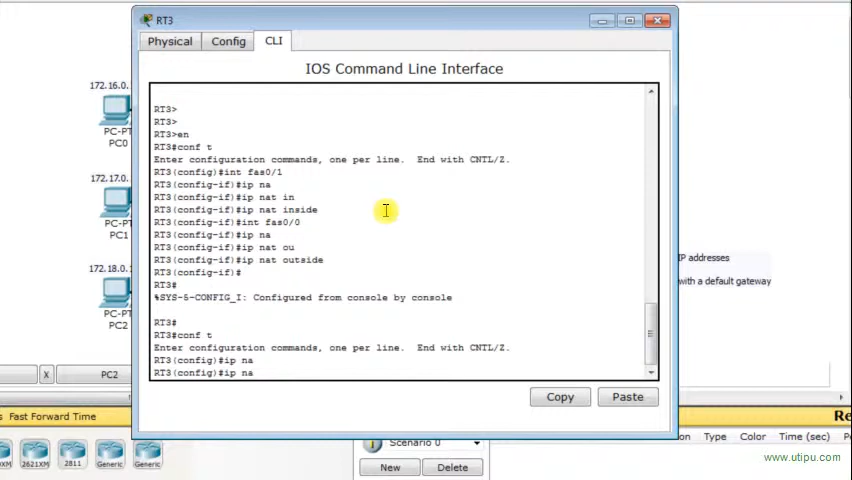 RT3
Physical
Config
CLI
IOS Command Line Interface
172.16.0.
PC-PT
PC0
172.17.0.
PC-PT
PC1
172.18.0.
PC-PT
PC2
RT3>
RT3>
RT3>en
RT3#conf t
Enter configuration commands, one per line.  End with CNTL/Z.
RT3(config)#int fas0/1
RT3(config-if)#ip na
RT3(config-if)#ip nat in
RT3(config-if)#ip nat inside
RT3(config-if)#int fas0/0
RT3(config-if)#ip na
RT3(config-if)#ip nat ou
RT3(config-if)#ip nat outside
RT3(config-if)#
RT3#
%SYS-5-CONFIG_I: Configured from console by console
RT3#
RT3#conf t
Enter configuration commands, one per line.  End with CNTL/Z.
RT3(config)#ip na
RT3(config)#ip na
IP addresses
with a default gateway
X
PC2
Copy
Paste
s Fast Forward Time
Re
Scenario 0
on Type Color Time (sec)
0XM 2621XM 2811 Generic Generic
New
Delete
www.utipu.com